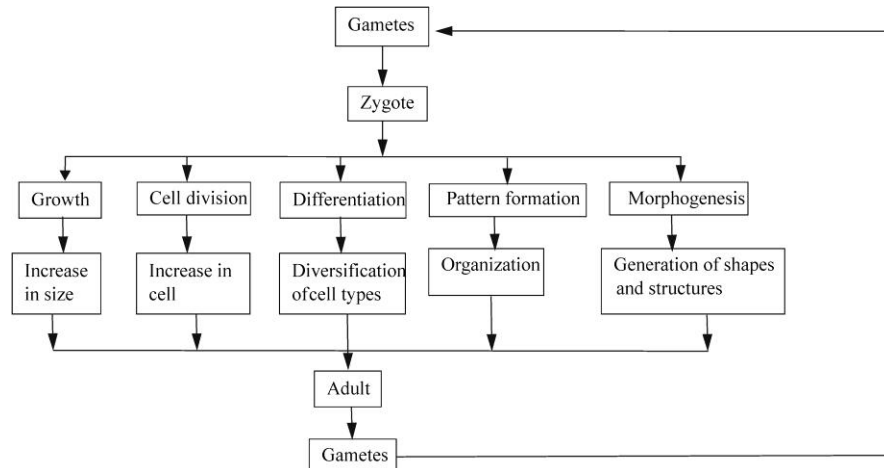 Gametes
Zygote
Growth
Cell division
Differentiation
Pattern formation
Morphogenesis
Increase
in size
Increase in
cell
Diversification
ofcell types
Organization
Generation of shapes
and structures
Adult
Gametes